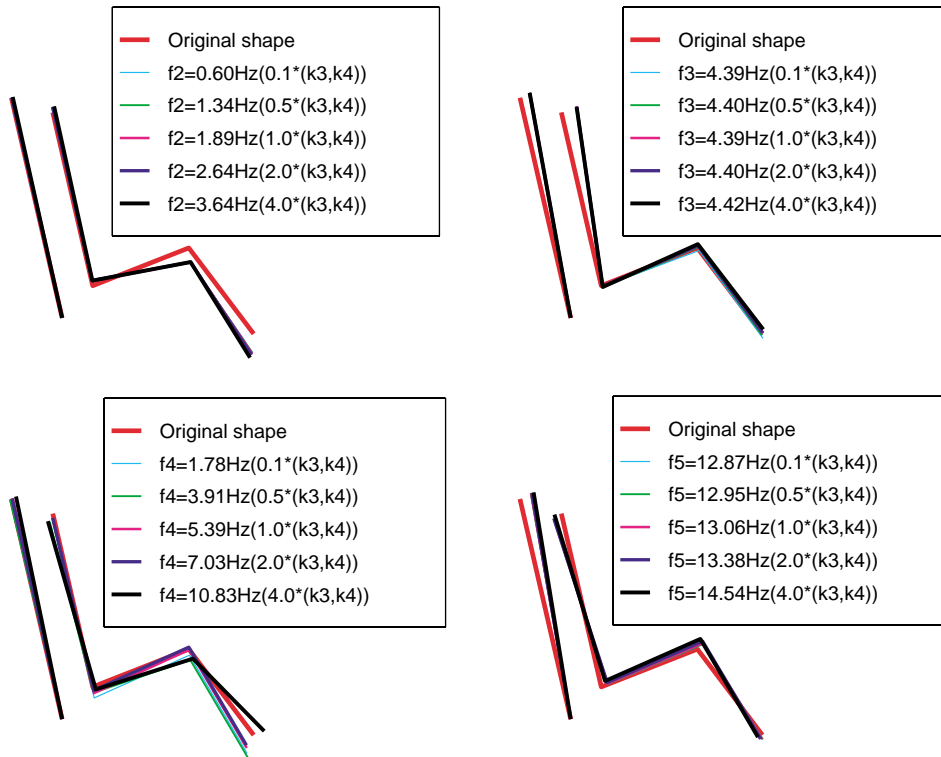 Original shape
f2=0.60Hz(0.1*(k3,k4))
f2=1.34Hz(0.5*(k3,k4))
f2=1.89Hz(1.0*(k3,k4))
f2=2.64Hz(2.0*(k3,k4))
f2=3.64Hz(4.0*(k3,k4))
Original shape
f3=4.39Hz(0.1*(k3,k4))
f3=4.40Hz(0.5*(k3,k4))
f3=4.39Hz(1.0*(k3,k4))
f3=4.40Hz(2.0*(k3,k4))
f3=4.42Hz(4.0*(k3,k4))
Original shape
f4=1.78Hz(0.1*(k3,k4))
f4=3.91Hz(0.5*(k3,k4))
f4=5.39Hz(1.0*(k3,k4))
f4=7.03Hz(2.0*(k3,k4))
f4=10.83Hz(4.0*(k3,k4))
Original shape
f5=12.87Hz(0.1*(k3,k4))
f5=12.95Hz(0.5*(k3,k4))
f5=13.06Hz(1.0*(k3,k4))
f5=13.38Hz(2.0*(k3,k4))
f5=14.54Hz(4.0*(k3,k4))